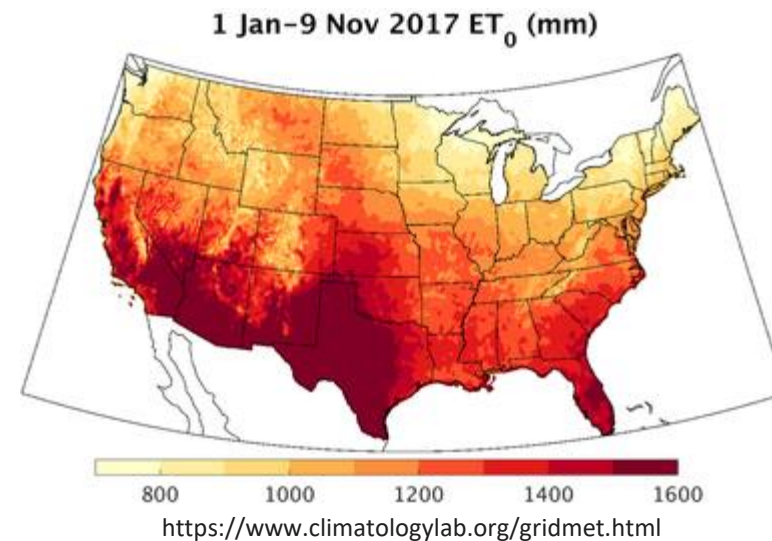 1 Jan–9 Nov 2017 ET0 (mm)
800 1000 1200 1400 1600
https://www.climatologylab.org/gridmet.html